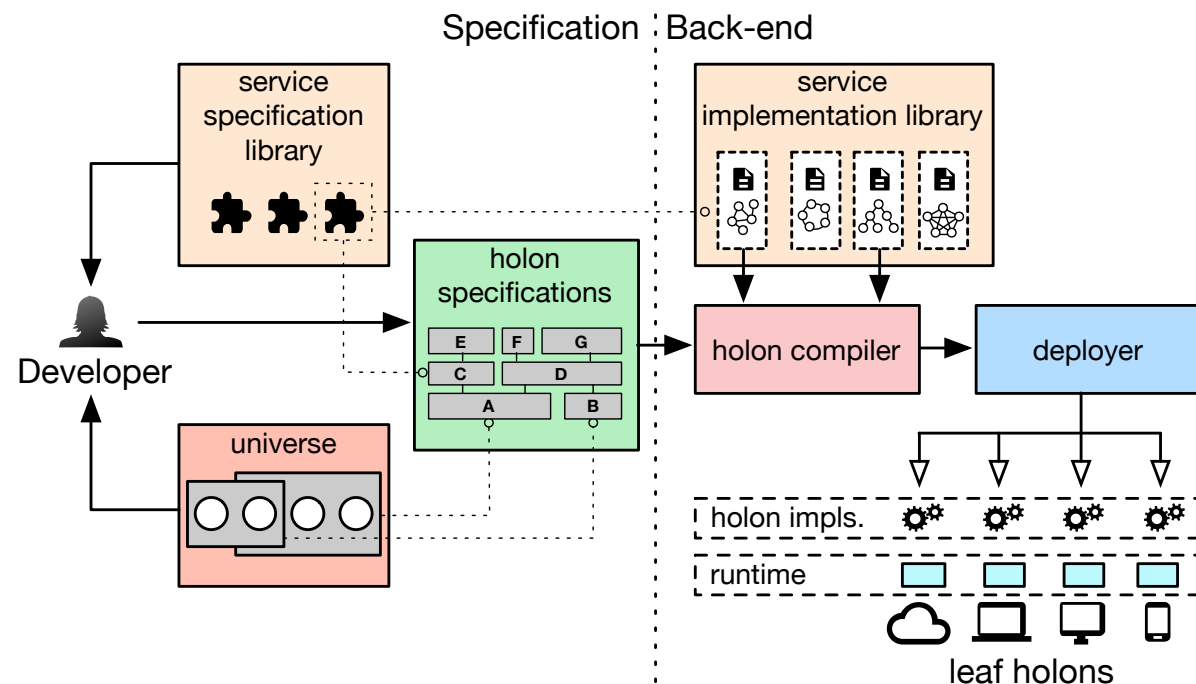 Specification
Back-end
service
specification
library
service
implementation library
holon
specifications
E
F
G
C
D
A
B
Developer
universe
holon compiler
deployer
holon impls.
runtime
leaf holons